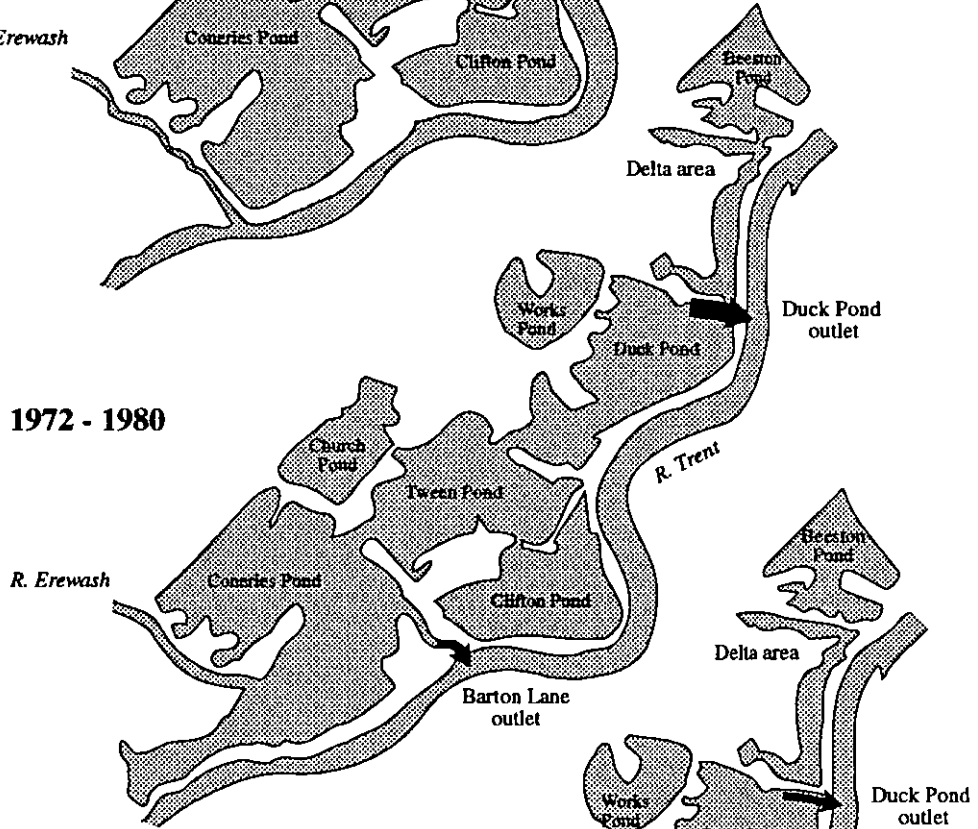 Erewash
Coneries Pond
Clifton Pond
Beeston
Pond
Delta area
Works
Pond
Duck Pond
Duck Pond
outlet
1972 - 1980
Church
Pond
R. Trent
Tween Pond
R. Erewash
Coneries Pond
Clifton Pond
Barton Lane
outlet
Beeston
Pond
Delta area
Works
Pond
Duck Pond
outlet